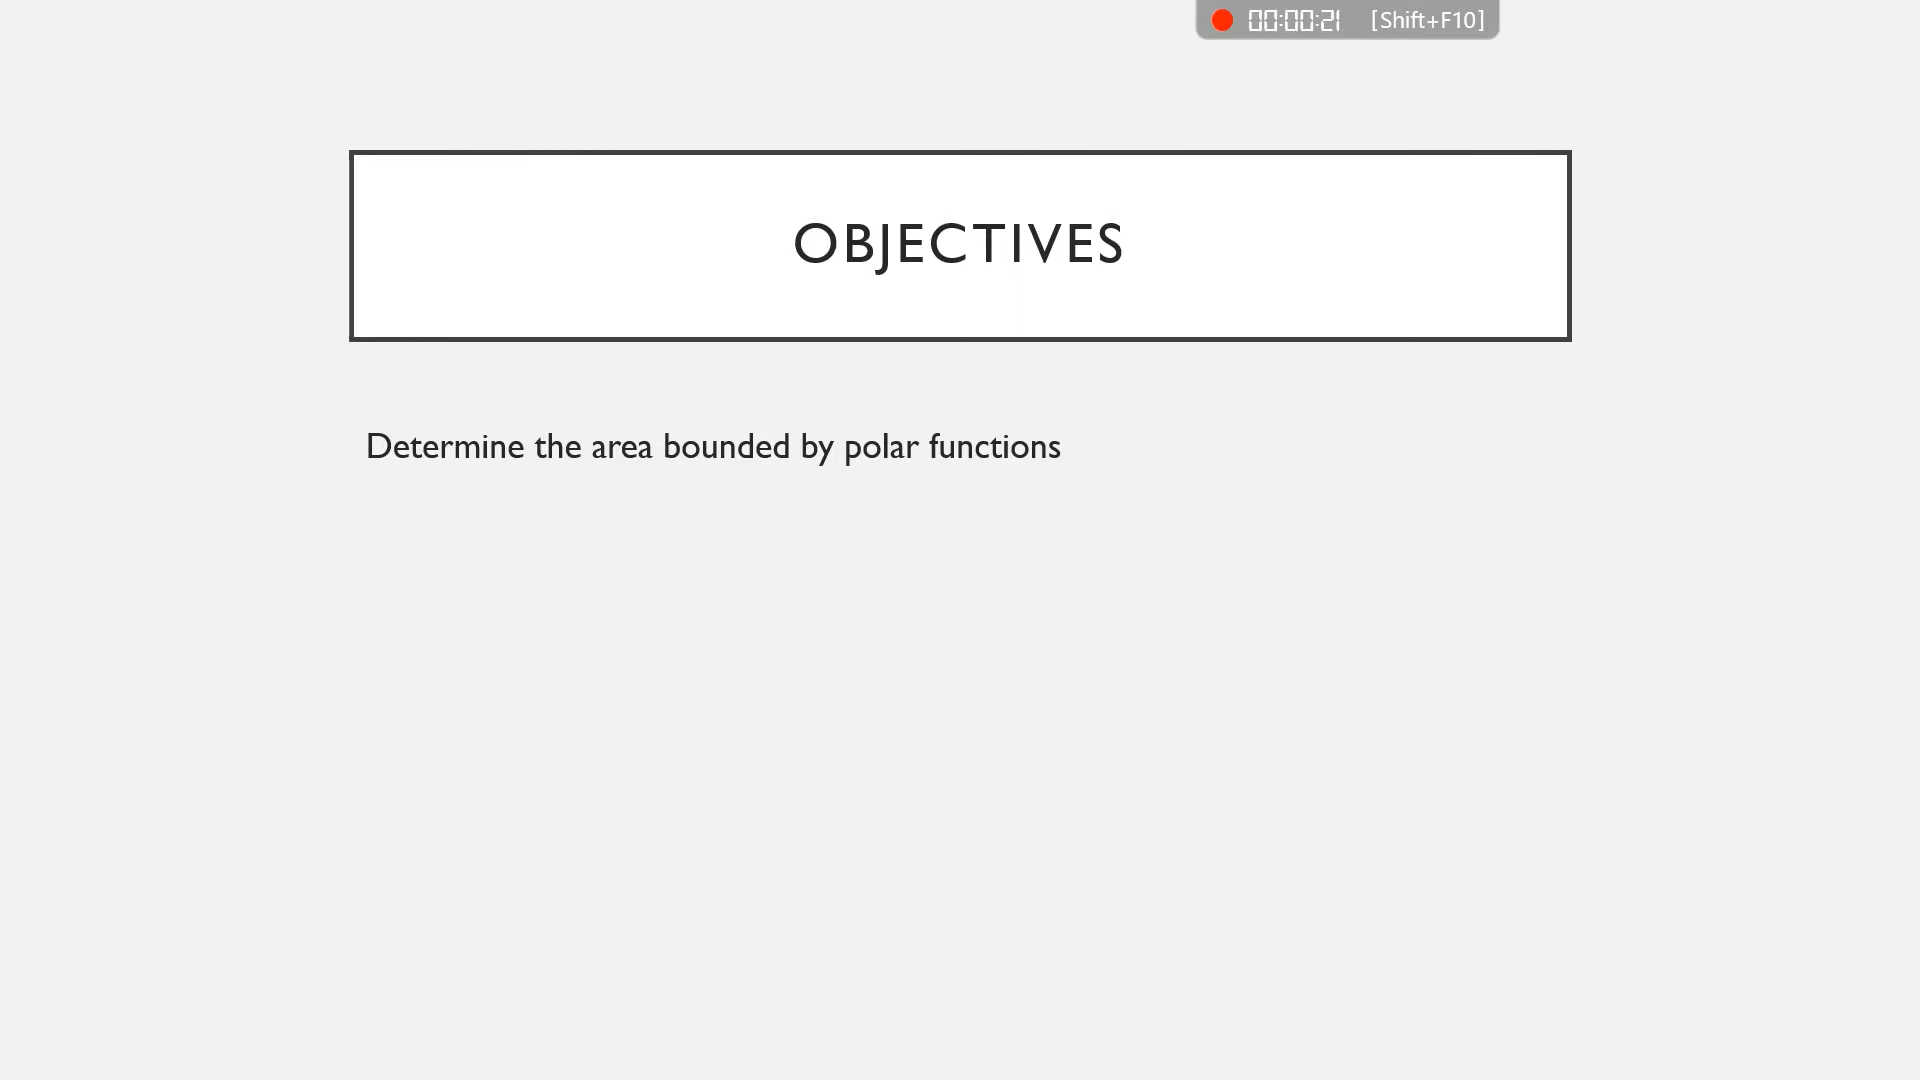 00:00:21 [Shift+F10]
OBJECTIVES
Determine the area bounded by polar functions